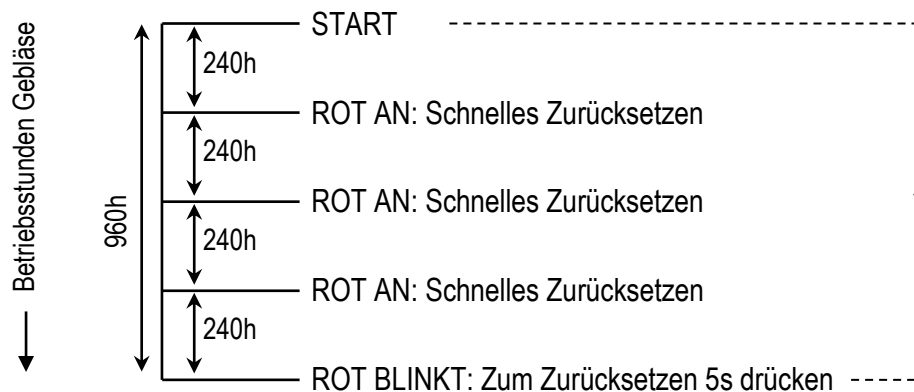 START
240h
ROT AN: Schnelles Zurücksetzen
240h
ROT AN: Schnelles Zurücksetzen
240h
ROT AN: Schnelles Zurücksetzen
240h
ROT BLINKT: Zum Zurücksetzen 5s drücken
960h
Betriebsstunden Gebläse